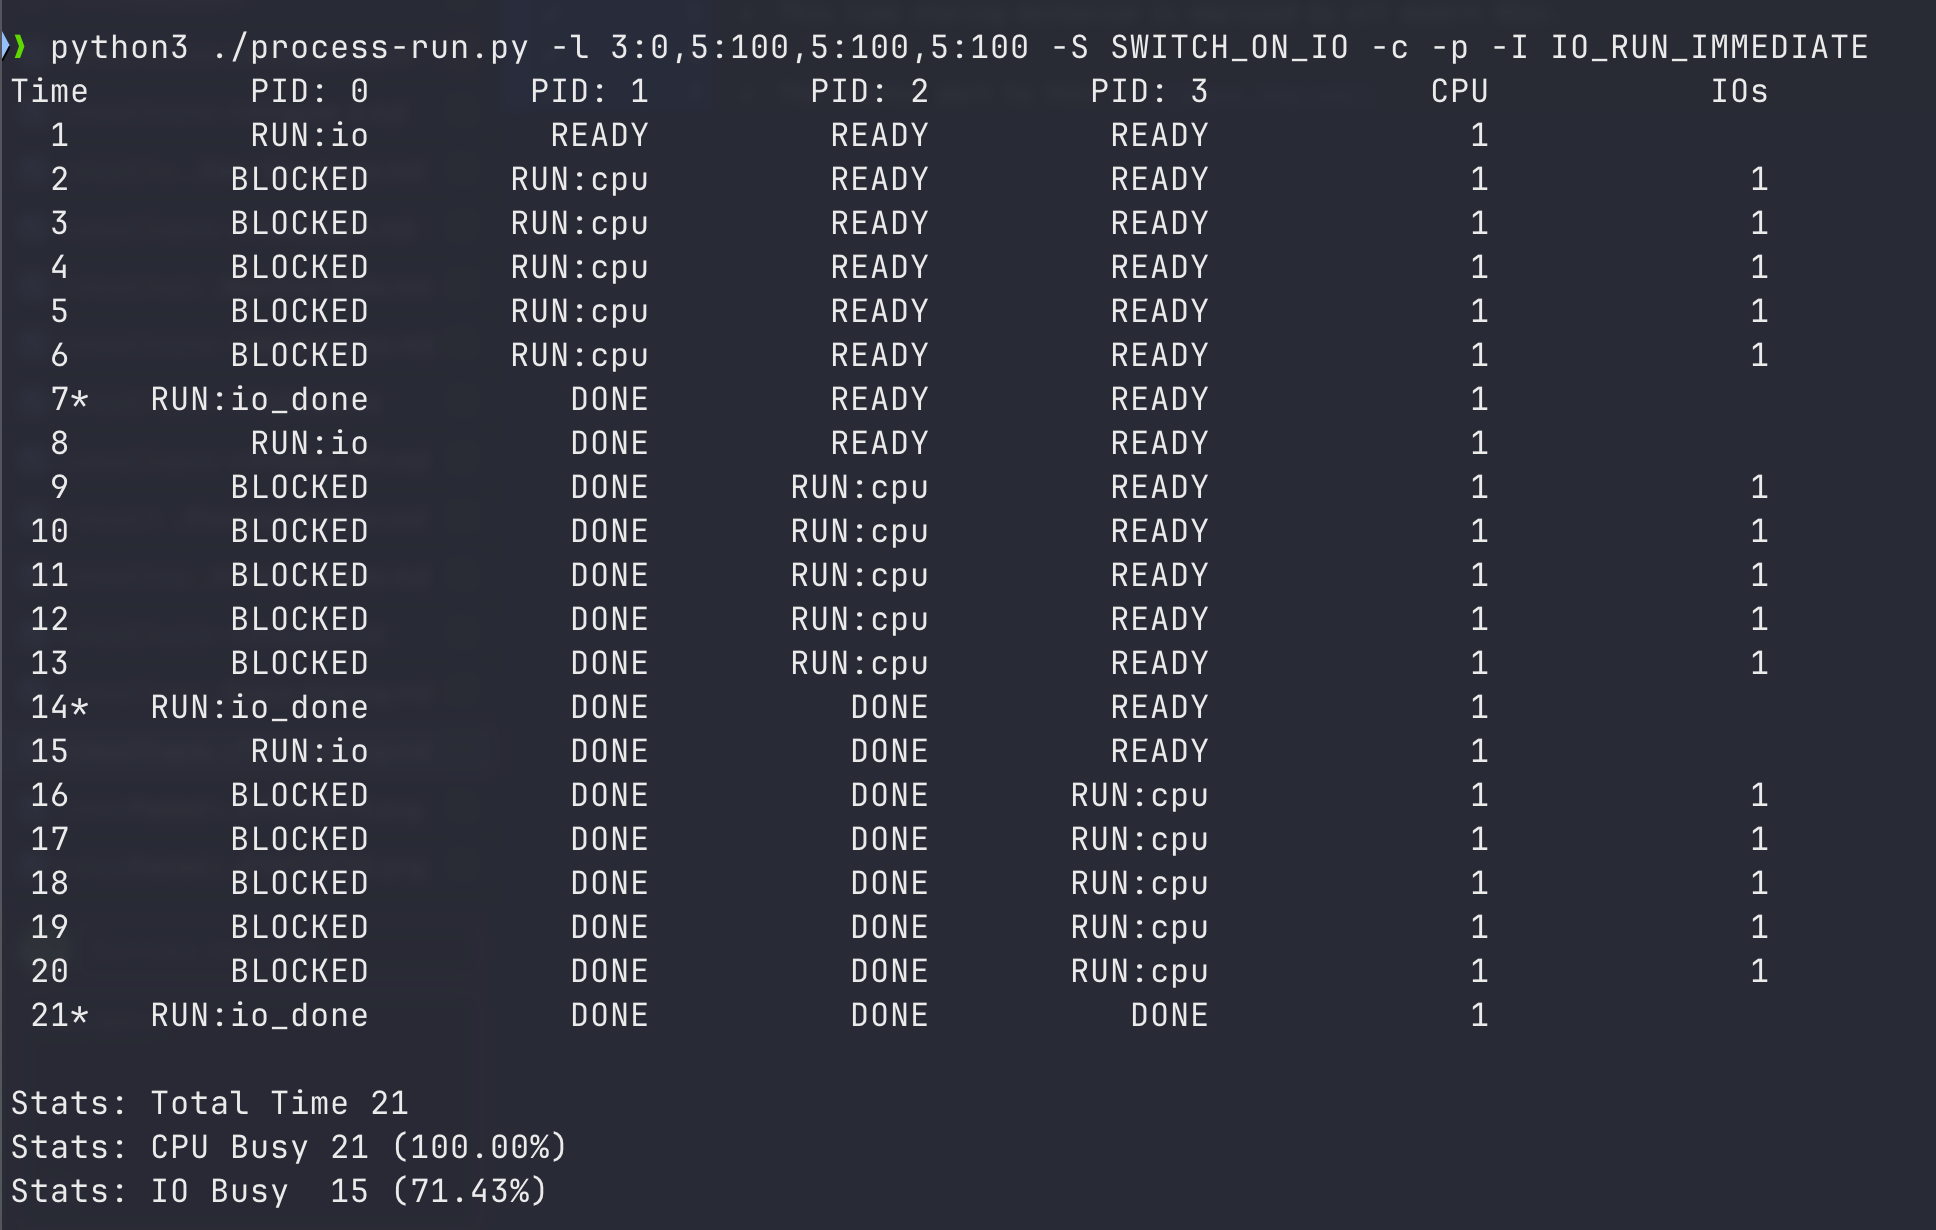 ❯ python3 ./process-run.py -l 3:0,5:100,5:100,5:100 -S SWITCH_ON_IO -c -p -I IO_RUN_IMMEDIATE
Time PID: 0 PID: 1 PID: 2 PID: 3 CPU IOs
1 RUN:io READY READY READY 1
2 BLOCKED RUN:cpu READY READY 1 1
3 BLOCKED RUN:cpu READY READY 1 1
4 BLOCKED RUN:cpu READY READY 1 1
5 BLOCKED RUN:cpu READY READY 1 1
6 BLOCKED RUN:cpu READY READY 1 1
7* RUN:io_done DONE READY READY 1
8 RUN:io DONE READY READY 1
9 BLOCKED DONE RUN:cpu READY 1 1
10 BLOCKED DONE RUN:cpu READY 1 1
11 BLOCKED DONE RUN:cpu READY 1 1
12 BLOCKED DONE RUN:cpu READY 1 1
13 BLOCKED DONE RUN:cpu READY 1 1
14* RUN:io_done DONE DONE READY 1
15 RUN:io DONE DONE READY 1
16 BLOCKED DONE DONE RUN:cpu 1 1
17 BLOCKED DONE DONE RUN:cpu 1 1
18 BLOCKED DONE DONE RUN:cpu 1 1
19 BLOCKED DONE DONE RUN:cpu 1 1
20 BLOCKED DONE DONE RUN:cpu 1 1
21* RUN:io_done DONE DONE DONE 1
Stats: Total Time 21
Stats: CPU Busy 21 (100.00%)
Stats: IO Busy 15 (71.43%)